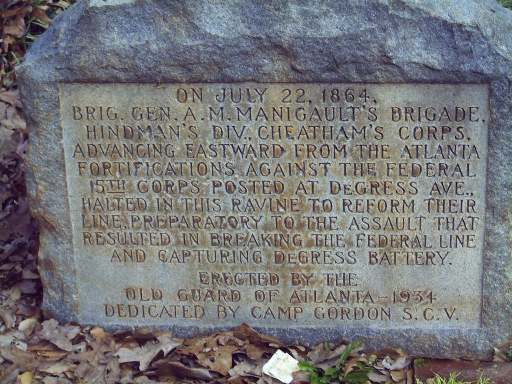 ON JULY 22, 1864,
BRIG. GEN. A. M. MANIGAULT'S BRIGADE,
HINDMAN'S DIV., CHEATHAM'S CORPS,
ADVANCING EASTWARD FROM THE ATLANTA
FORTIFICATIONS AGAINST THE FEDERAL
15TH CORPS POSTED AT DEGRESS AVE.,
HALTED IN THIS RAVINE TO REFORM THEIR
LINE, PREPARATORY TO THE ASSAULT THAT
RESULTED IN BREAKING THE FEDERAL LINE
AND CAPTURING DEGRESS BATTERY.
ERECTED BY THE
OLD GUARD OF ATLANTA-1934
DEDICATED BY CAMP GORDON S.C.V.